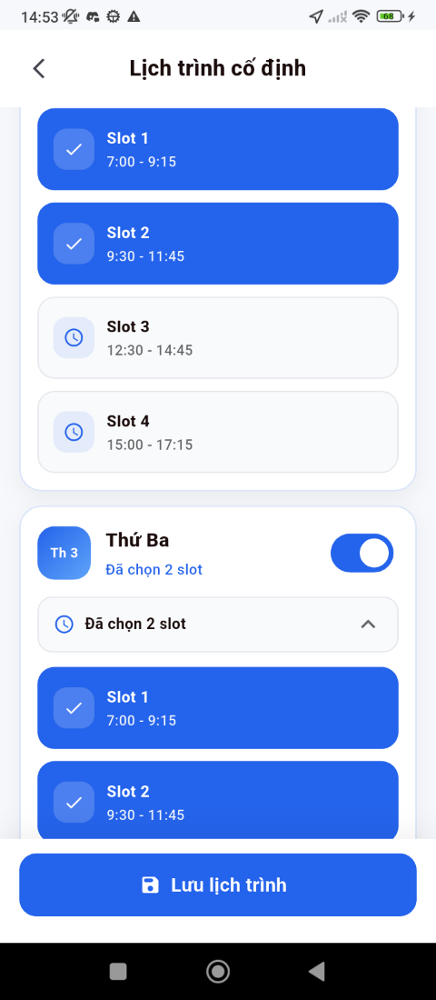 14:53
68
Lịch trình cố định
Slot 1
7:00 - 9:15
Slot 2
9:30 - 11:45
Slot 3
12:30 - 14:45
Slot 4
15:00 - 17:15
Th 3
Thứ Ba
Đã chọn 2 slot
Đã chọn 2 slot
Slot 1
7:00 - 9:15
Slot 2
9:30 - 11:45
Lưu lịch trình